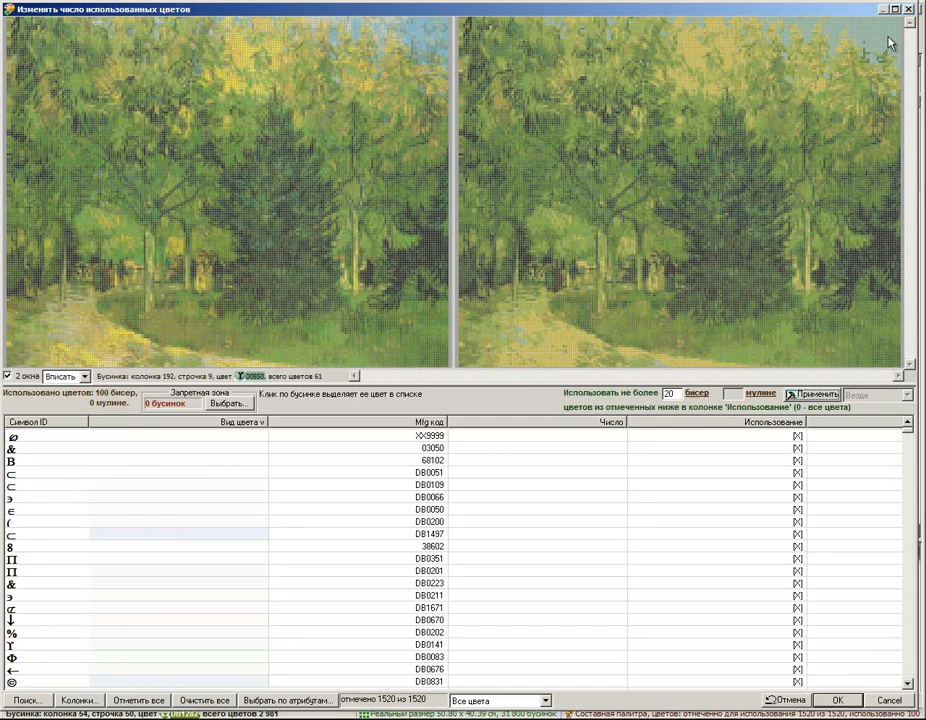 Изменить число использованных цветов
2 окна Вписать Бусинка: колонка 192, строчка 9, цвет 00850, всего цветов 61
Использовано цветов: 100 бисер,
0 мулине.
Запретная зона
0 бусинок Выбрать...
Клик по бусинке выделяет ее цвет в списке
Использовать не более 20 бисер мулине Применить Везде
цветов из отмеченных ниже в колонке 'Использование' (0 - все цвета)
Символ ID Вид цвета v Mfg код Число Использование
XX9999 [X]
& 03050 [X]
B 68102 [X]
⊂ DB0051 [X]
⊂ DB0109 [X]
э DB0066 [X]
∈ DB0050 [X]
( DB0200 [X]
⊂ DB1497 [X]
8 38602 [X]
П DB0351 [X]
П DB0201 [X]
& DB0223 [X]
э DB0211 [X]
⊄ DB1671 [X]
↓ DB0670 [X]
% DB0202 [X]
ϒ DB0141 [X]
Ф DB0083 [X]
← DB0676 [X]
© DB0831 [X]
Поиск... Колонки... Отметить все Очистить все Выбрать по атрибутам... отмечено 1520 из 1520 Все цвета Отмена OK Cancel
Бусинка: колонка 54, строчка 50, цвет DB1282, всего цветов 2 981 Реальный размер 50.80 x 40.39 см, 31 800 бусинок Составная палитра, цветов: отмечено для использования 1520 из 1520, использовано 100